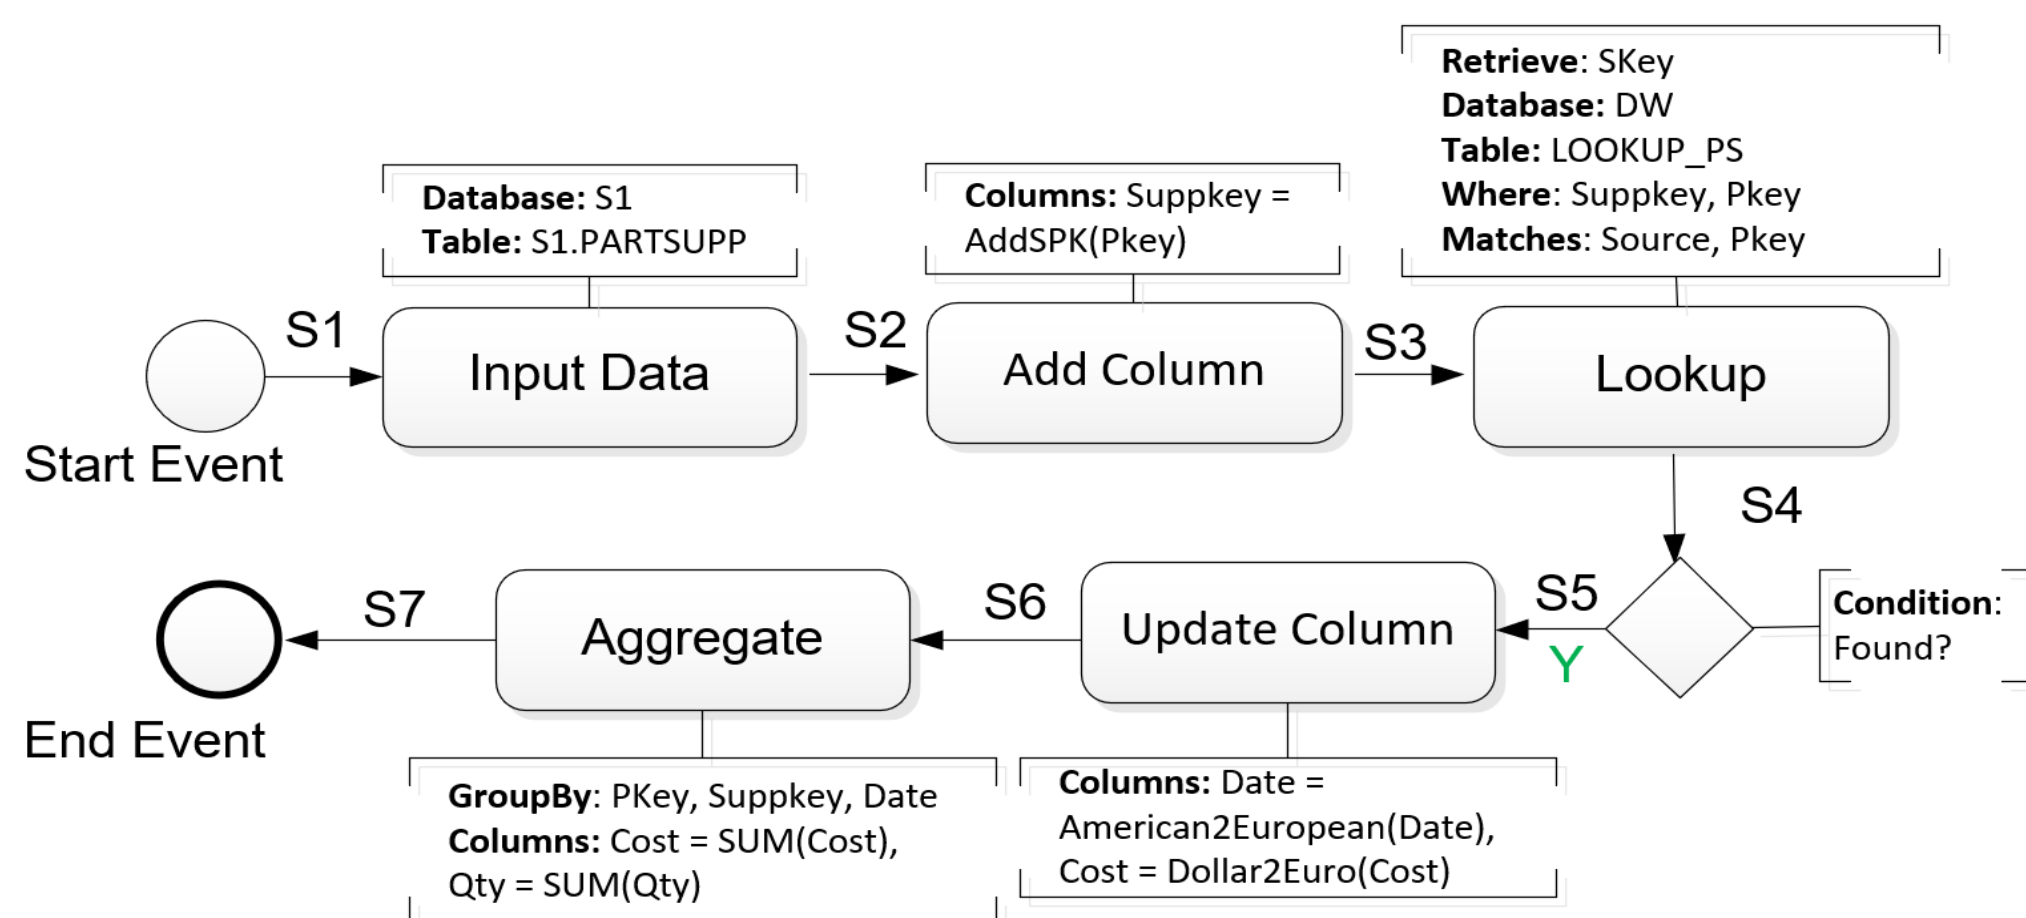 Retrieve: SKey
Database: DW
Table: LOOKUP_PS
Where: Suppkey, Pkey
Matches: Source, Pkey
Database: S1
Table: S1.PARTSUPP
Columns: Suppkey =
AddSPK(Pkey)
S1
Input Data
S2
Add Column
S3
Lookup
Start Event
S4
S7
Aggregate
S6
Update Column
S5
Y
Condition:
Found?
End Event
GroupBy: PKey, Suppkey, Date
Columns: Cost = SUM(Cost),
Qty = SUM(Qty)
Columns: Date =
American2European(Date),
Cost = Dollar2Euro(Cost)